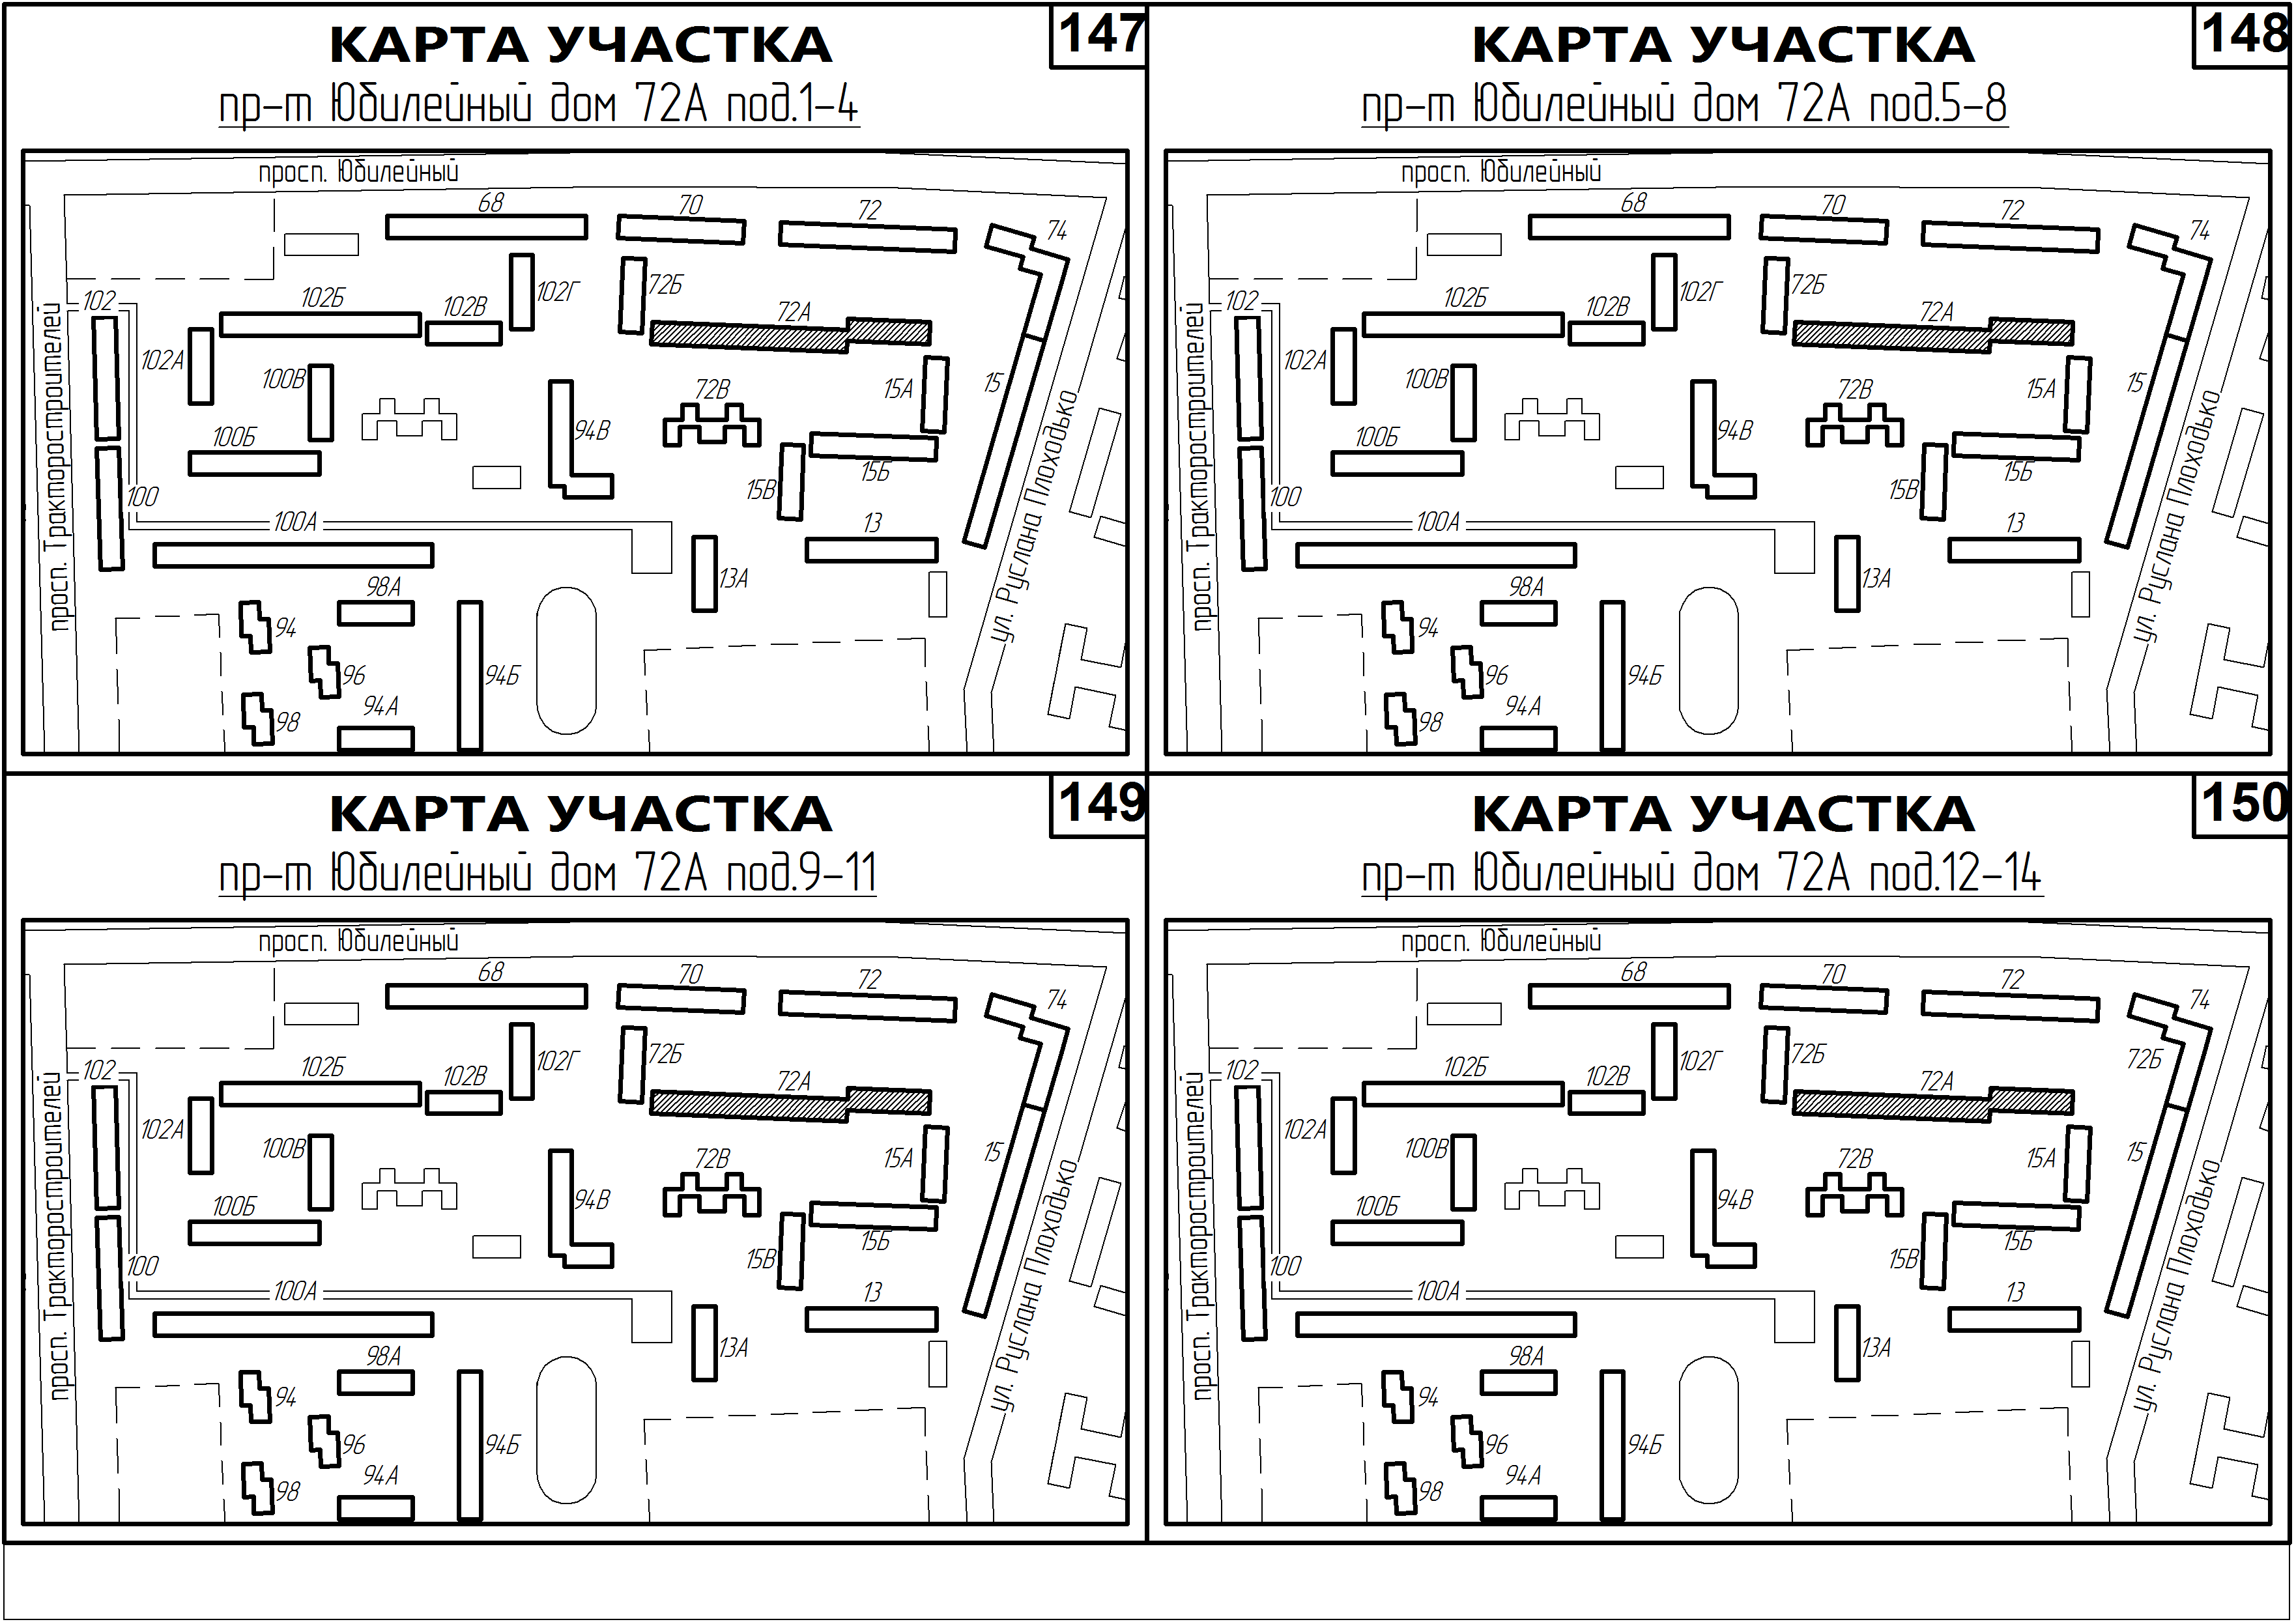 КАРТА УЧАСТКА
147
пр-т Юбилейный дом 72А под.1-4
просп. Юбилейный
68
70
72
74
102
102Б
102В
102Г
72Б
72А
102А
100В
72В
15А
15
100Б
94В
15Б
15В
100
100А
13
13А
98А
94
96
94Б
98
94А
просп. Тракторостроителей
ул. Руслана Плоходько
КАРТА УЧАСТКА
148
пр-т Юбилейный дом 72А под.5-8
просп. Юбилейный
68
70
72
74
102
102Б
102В
102Г
72Б
72А
102А
100В
72В
15А
15
100Б
94В
15Б
15В
100
100А
13
13А
98А
94
96
94Б
98
94А
просп. Тракторостроителей
ул. Руслана Плоходько
КАРТА УЧАСТКА
149
пр-т Юбилейный дом 72А под.9-11
просп. Юбилейный
68
70
72
74
102
102Б
102В
102Г
72Б
72А
102А
100В
72В
15А
15
100Б
94В
15Б
15В
100
100А
13
13А
98А
94
96
94Б
98
94А
просп. Тракторостроителей
ул. Руслана Плоходько
КАРТА УЧАСТКА
150
пр-т Юбилейный дом 72А под.12-14
просп. Юбилейный
68
70
72
74
102
102Б
102В
102Г
72Б
72Б
72А
102А
100В
72В
15А
15
100Б
94В
15Б
15В
100
100А
13
13А
98А
94
96
94Б
98
94А
просп. Тракторостроителей
ул. Руслана Плоходько